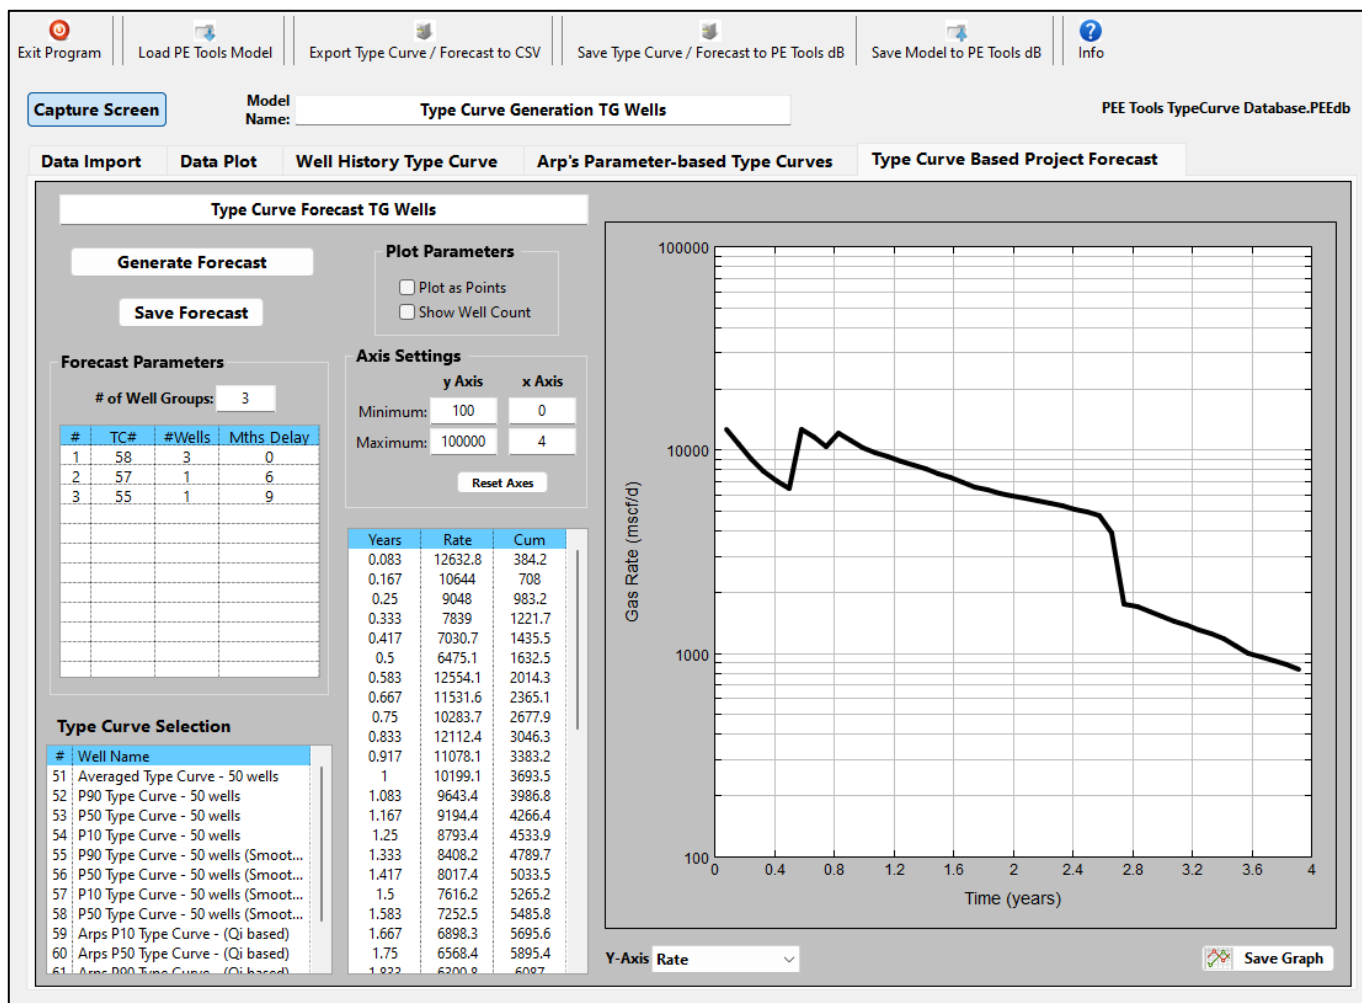 Exit Program
Load PE Tools Model
Export Type Curve / Forecast to CSV
Save Type Curve / Forecast to PE Tools dB
Save Model to PE Tools dB
Info
Capture Screen
Model Name:
Type Curve Generation TG Wells
PEE Tools TypeCurve Database.PEEdb
Data Import
Data Plot
Well History Type Curve
Arp's Parameter-based Type Curves
Type Curve Based Project Forecast
Type Curve Forecast TG Wells
Generate Forecast
Save Forecast
Plot Parameters
Plot as Points
Show Well Count
Forecast Parameters
# of Well Groups: 3
# TC# #Wells Mths Delay
1 58 3 0
2 57 1 6
3 55 1 9
Axis Settings
y Axis x Axis
Minimum: 100 0
Maximum: 100000 4
Reset Axes
Years Rate Cum
0.083 12632.8 384.2
0.167 10644 708
0.25 9048 983.2
0.333 7839 1221.7
0.417 7030.7 1435.5
0.5 6475.1 1632.5
0.583 12554.1 2014.3
0.667 11531.6 2365.1
0.75 10283.7 2677.9
0.833 12112.4 3046.3
0.917 11078.1 3383.2
1 10199.1 3693.5
1.083 9643.4 3986.8
1.167 9194.4 4266.4
1.25 8793.4 4533.9
1.333 8408.2 4789.7
1.417 8017.4 5033.5
1.5 7616.2 5265.2
1.583 7252.5 5485.8
1.667 6898.3 5695.6
1.75 6568.4 5895.4
1.833 6300.8 6087
Type Curve Selection
# Well Name
51 Averaged Type Curve - 50 wells
52 P90 Type Curve - 50 wells
53 P50 Type Curve - 50 wells
54 P10 Type Curve - 50 wells
55 P90 Type Curve - 50 wells (Smoot...
56 P50 Type Curve - 50 wells (Smoot...
57 P10 Type Curve - 50 wells (Smoot...
58 P50 Type Curve - 50 wells (Smoot...
59 Arps P10 Type Curve - (Qi based)
60 Arps P50 Type Curve - (Qi based)
61 Arps P90 Type Curve - (Qi based)
100000
10000
1000
100
Gas Rate (mscf/d)
0 0.4 0.8 1.2 1.6 2 2.4 2.8 3.2 3.6 4
Time (years)
Y-Axis Rate
Save Graph